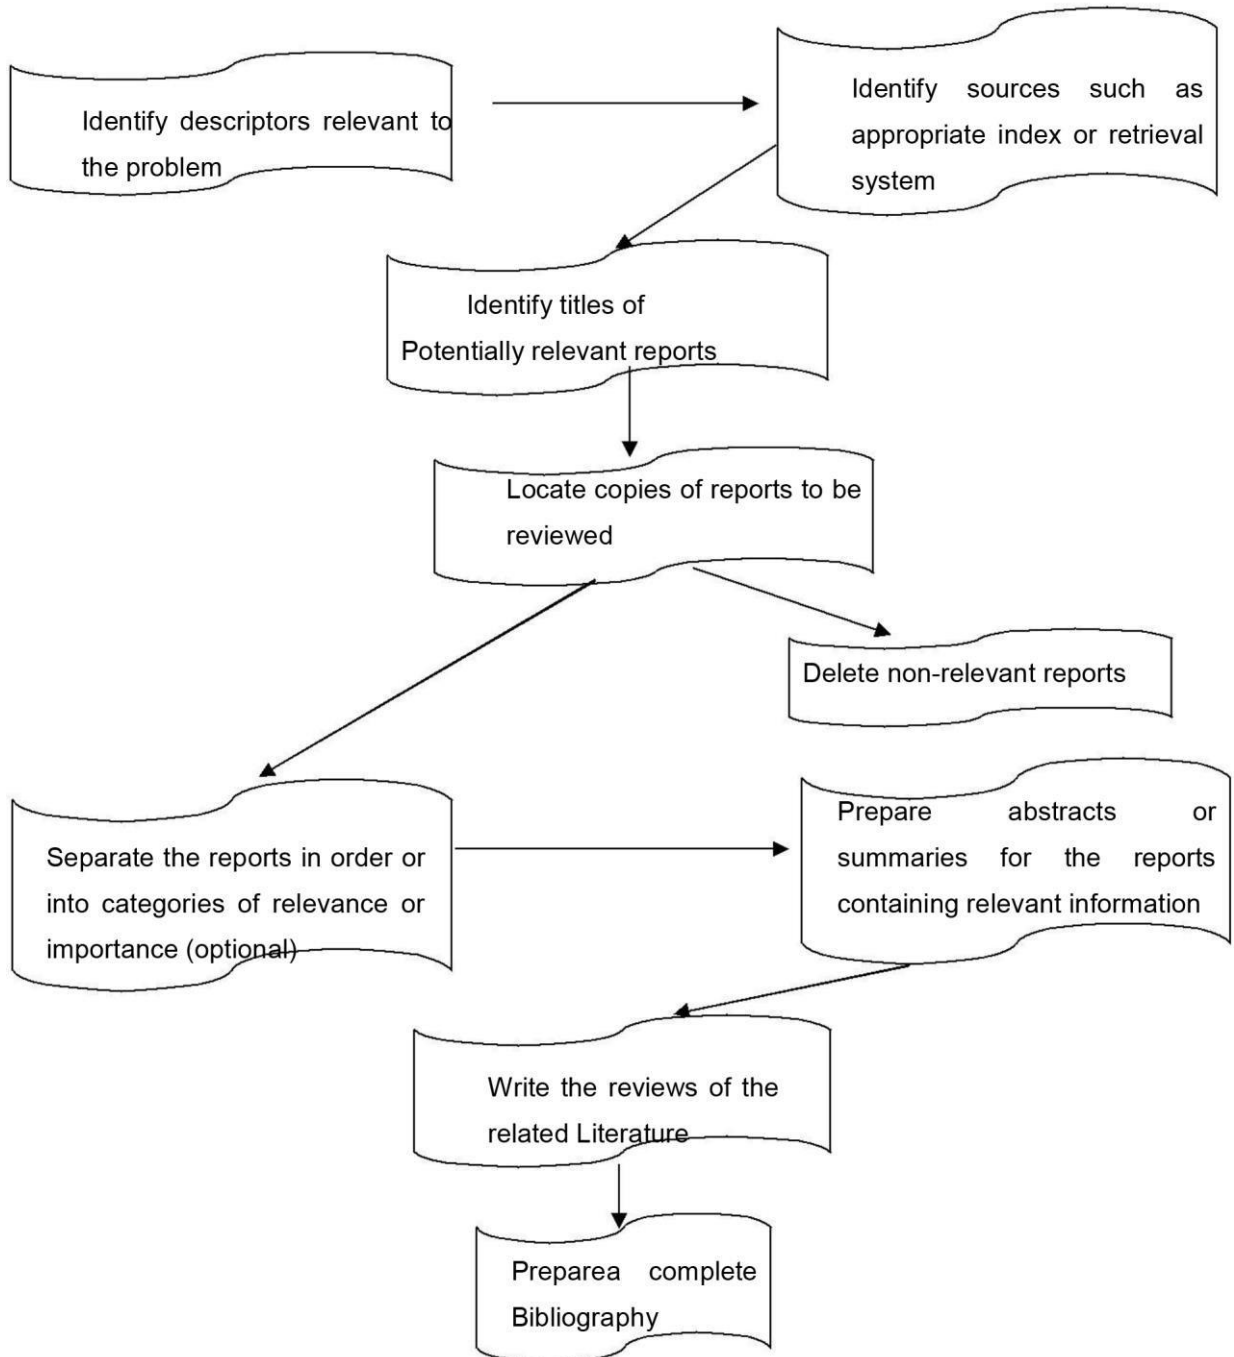 Identify descriptors relevant to
the problem
Identify sources such as
appropriate index or retrieval
system
Identify titles of
Potentially relevant reports
Locate copies of reports to be
reviewed
Delete non-relevant reports
Separate the reports in order or
into categories of relevance or
importance (optional)
Prepare abstracts or
summaries for the reports
containing relevant information
Write the reviews of the
related Literature
Preparea complete
Bibliography